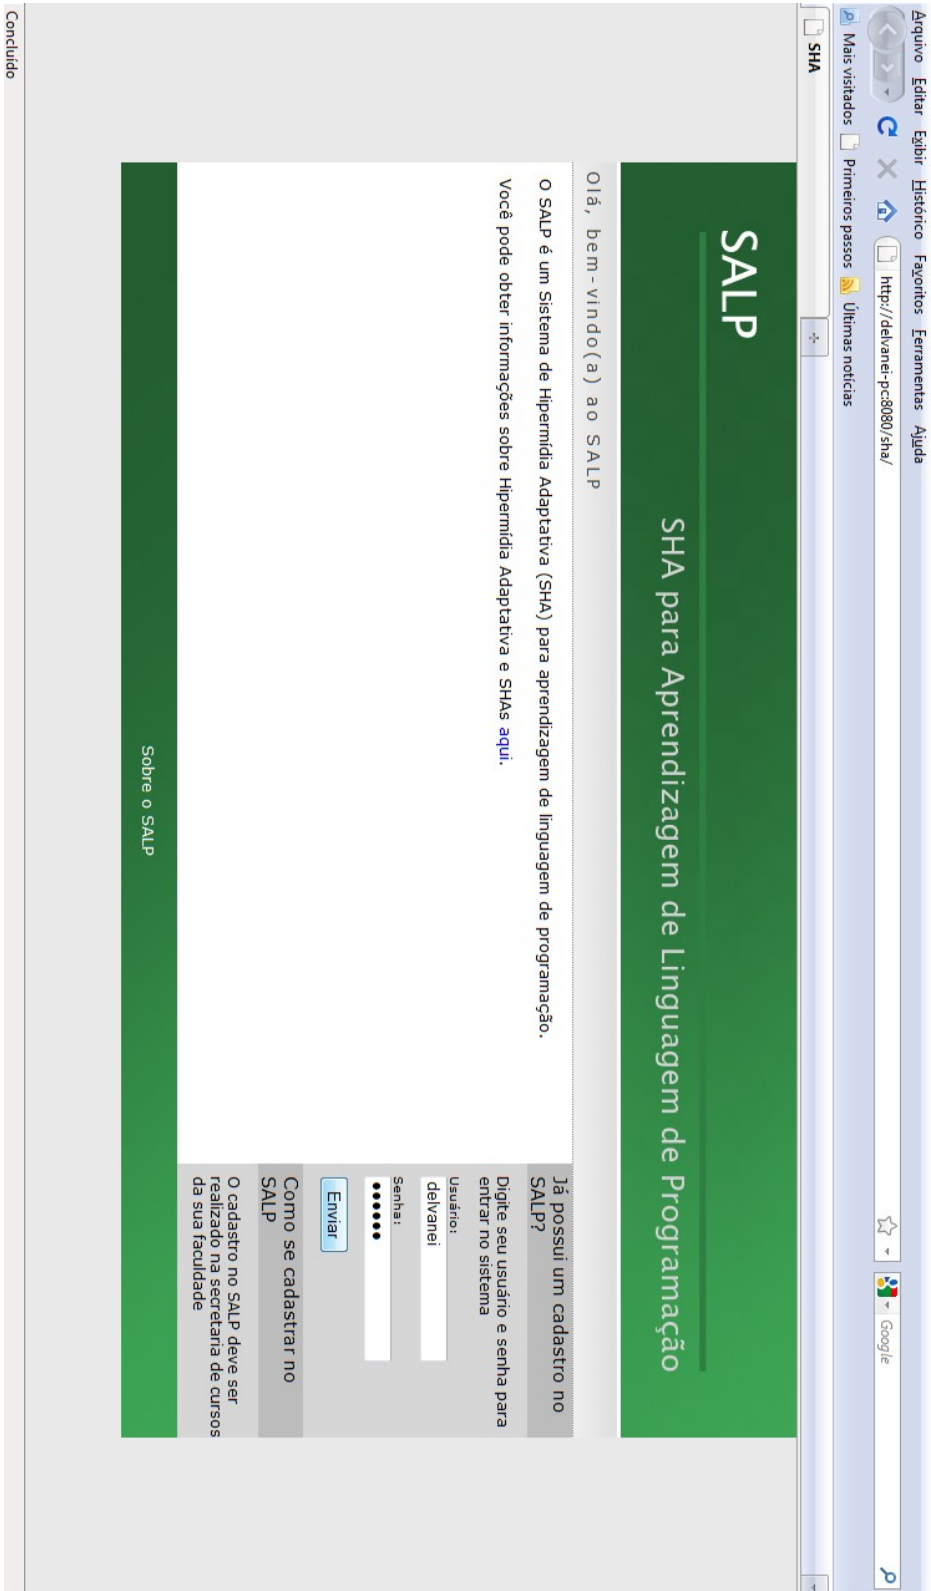 Arquivo Editar Exibir Histórico Favoritos Ferramentas Ajuda
http://delvanei-pc:8080/sha/
Google
Mais visitados Primeiros passos Últimas notícias
SHA
SALP
SHA para Aprendizagem de Linguagem de Programação
Olá, bem-vindo(a) ao SALP
O SALP é um Sistema de Hipermídia Adaptativa (SHA) para aprendizagem de linguagem de programação.
Você pode obter informações sobre Hipermídia Adaptativa e SHAs aqui.
Já possui um cadastro no
SALP?
Digite seu usuário e senha para
entrar no sistema
Usuário:
delvanei
Senha:
••••••
Enviar
Como se cadastrar no
SALP
O cadastro no SALP deve ser
realizado na secretaria de cursos
da sua faculdade
Sobre o SALP
Concluído